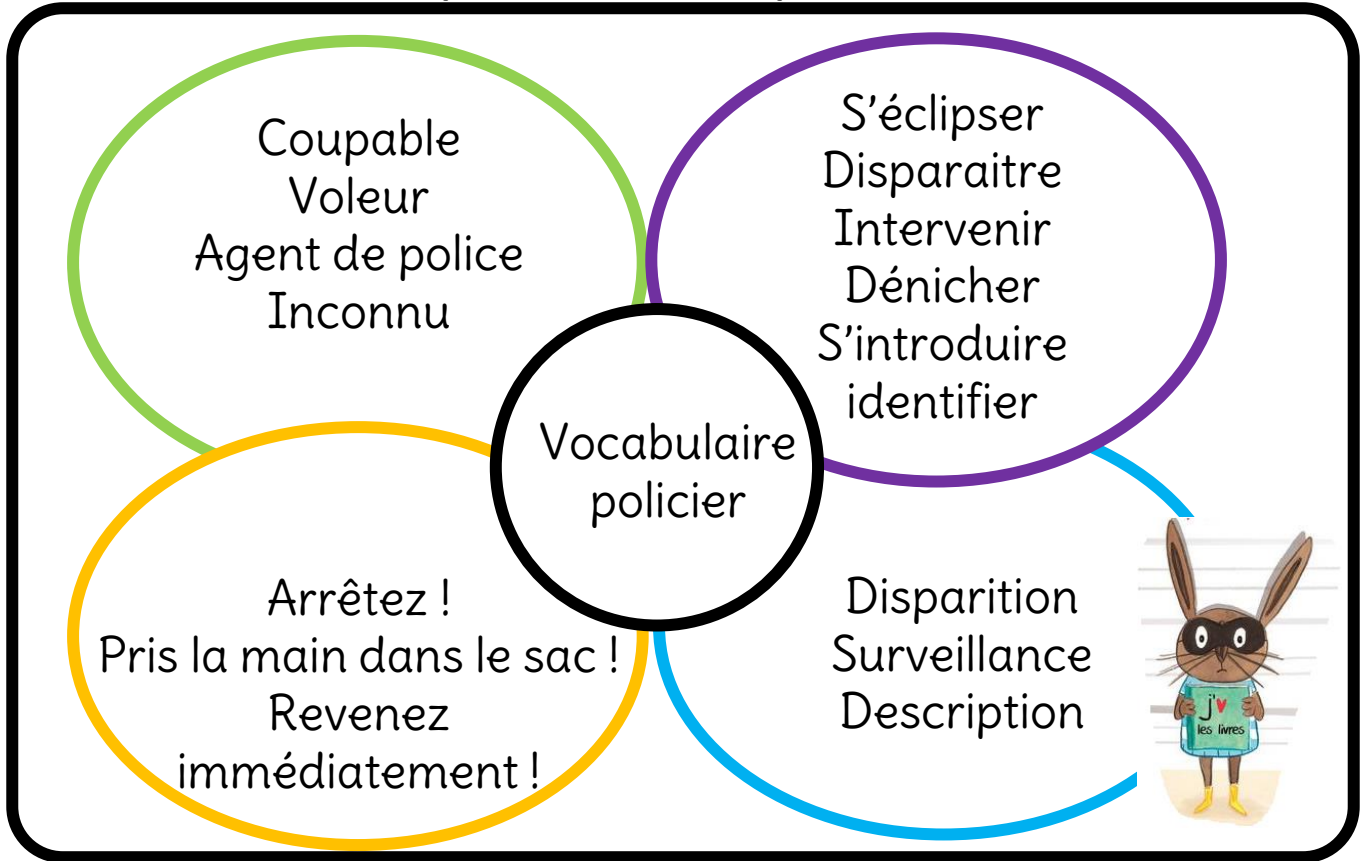 Coupable
Voleur
Agent de police
Inconnu
S'éclipser
Disparaitre
Intervenir
Dénicher
S'introduire
identifier
Vocabulaire
policier
Arrêtez !
Pris la main dans le sac !
Revenez
immédiatement !
Disparition
Surveillance
Description
j'♥
les livres